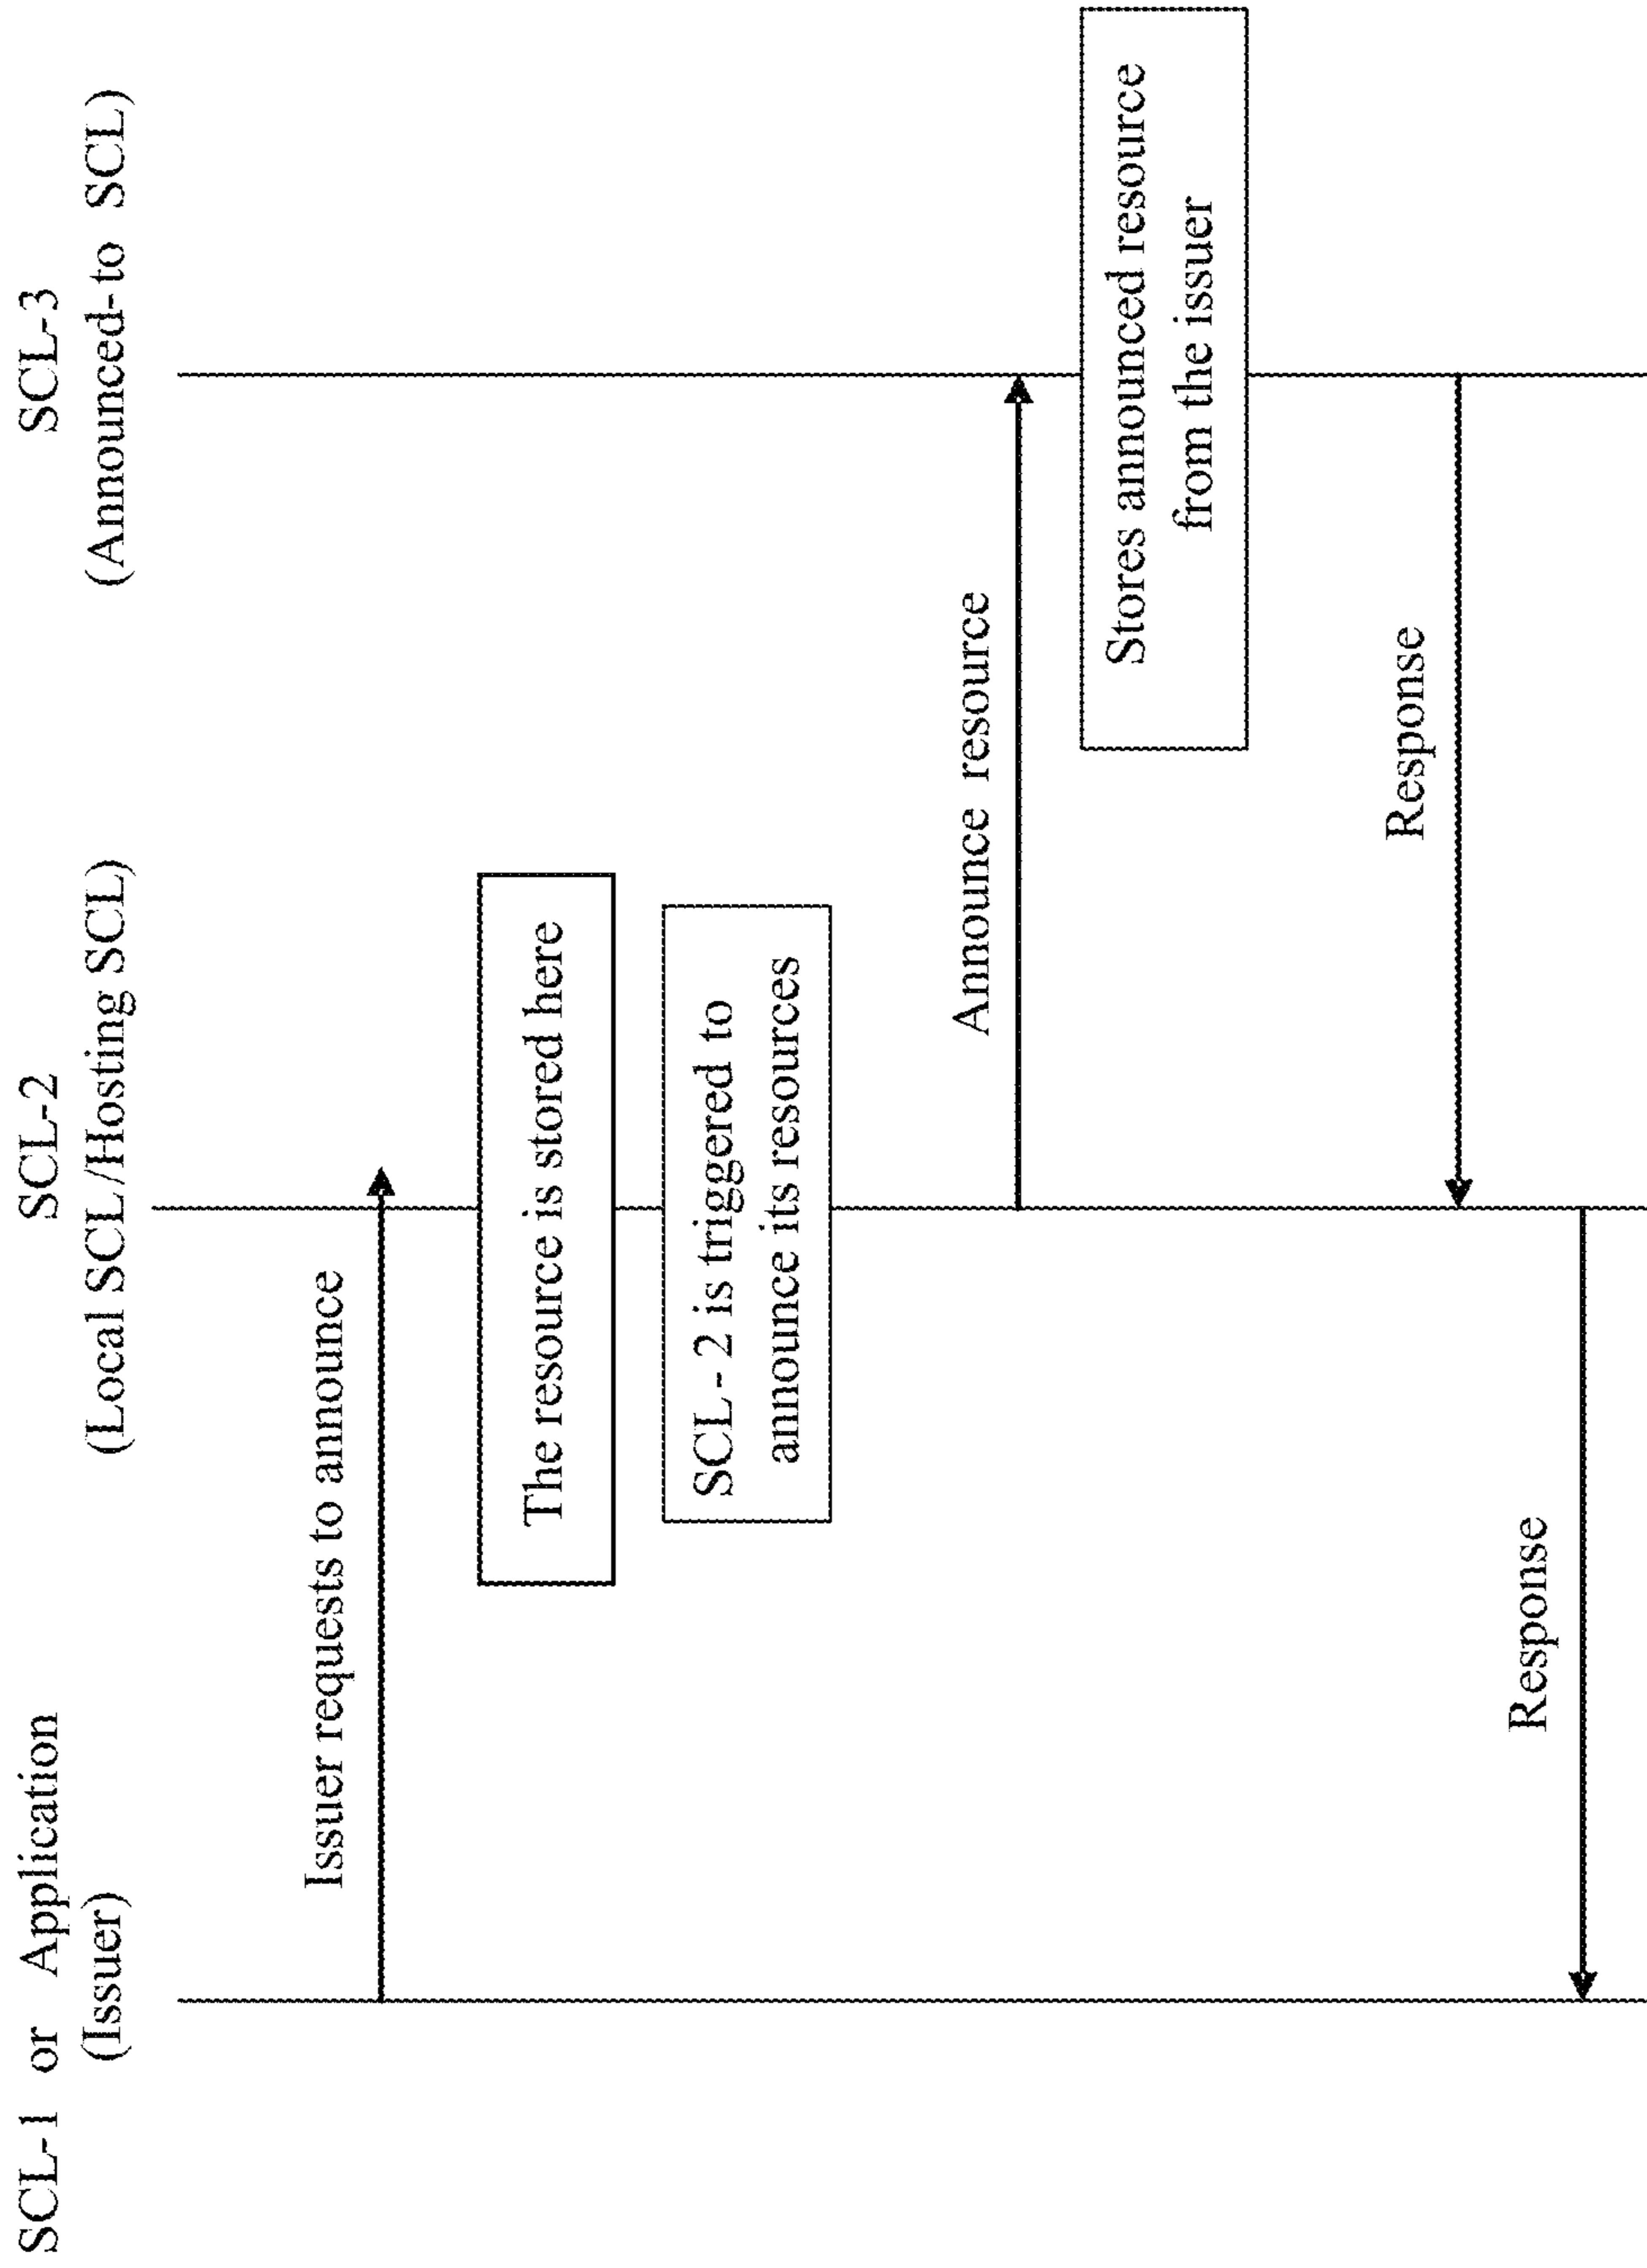 SCL-1 or Application
(Issuer)
SCL-2
(Local SCL/Hosting SCL)
SCL-3
(Announced-to SCL)
Issuer requests to announce
The resource is stored here
SCL-2 is triggered to
announce its resources
Announce resource
Stores announced resource
from the issuer
Response
Response